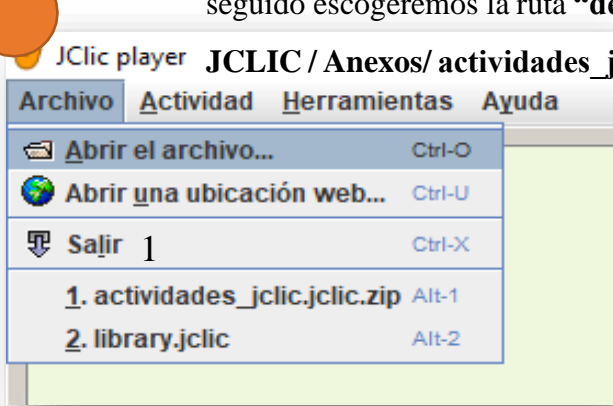 seguido escogeremos la ruta
JClic player JCLIC / Anexos/
Archivo Actividad Herramientas Ayuda
Abrir el archivo... Ctrl-O
Abrir una ubicación web... Ctrl-U
Salir 1 Ctrl-X
1. actividades_jclic.jclic.zip Alt-1
2. library.jclic Alt-2